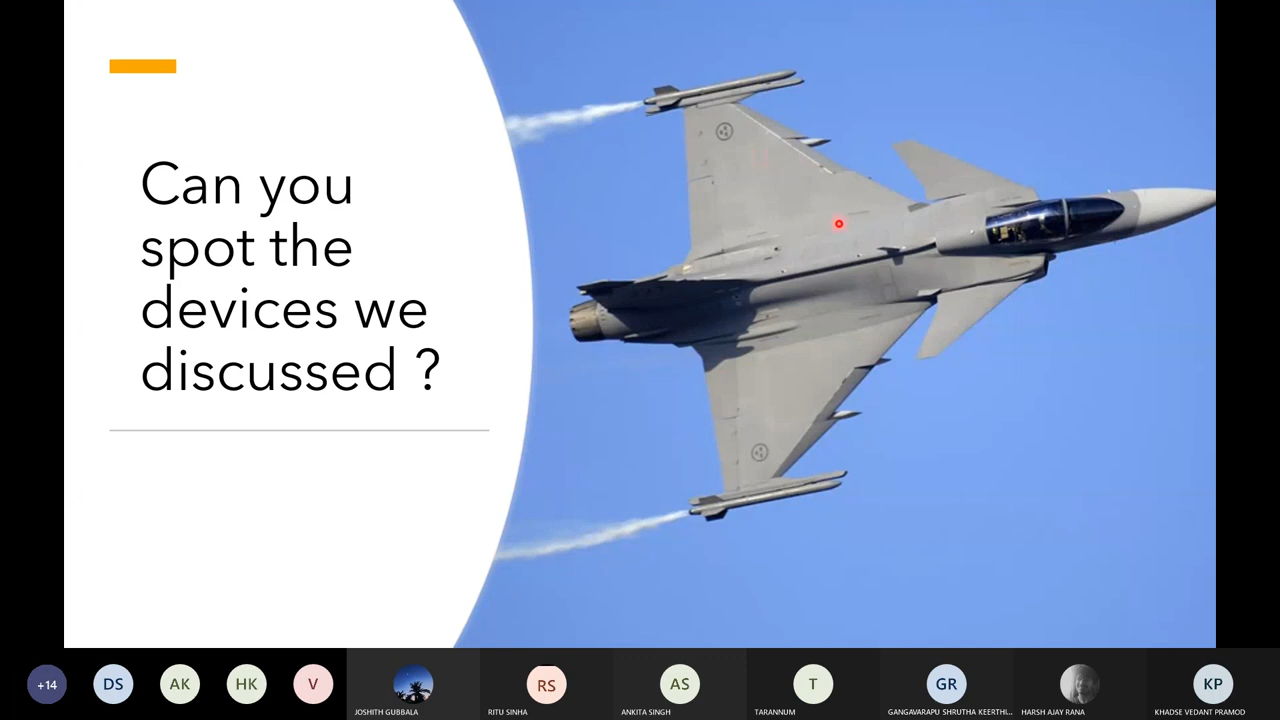 Can you
spot the
devices we
discussed ?
+14
DS
AK
HK
V
JOSHITH GUBBALA
RS
RITU SINHA
AS
ANKITA SINGH
T
TARANNUM
GR
GANGAVARAPU SHRUTHA KEERTHI...
HARSH AJAY RANA
KP
KHADSE VEDANT PRAMOD